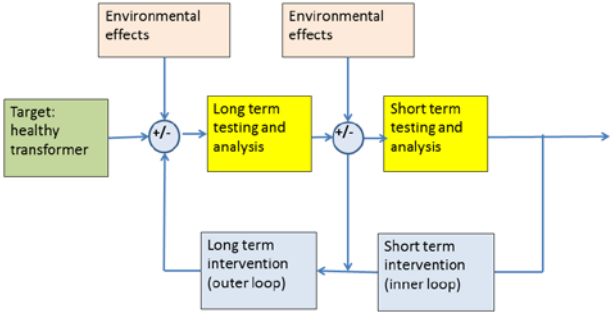 Environmental
effects
Environmental
effects
Target:
healthy
transformer
+/-
Long term
testing and
analysis
+/-
Short term
testing and
analysis
Long term
intervention
(outer loop)
Short term
intervention
(inner loop)